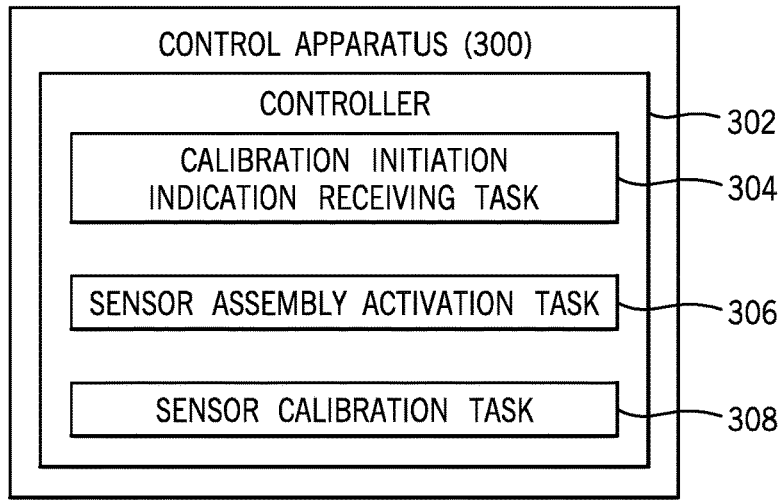 CONTROL APPARATUS (300)
CONTROLLER
302
CALIBRATION INITIATION
INDICATION RECEIVING TASK
304
SENSOR ASSEMBLY ACTIVATION TASK
306
SENSOR CALIBRATION TASK
308